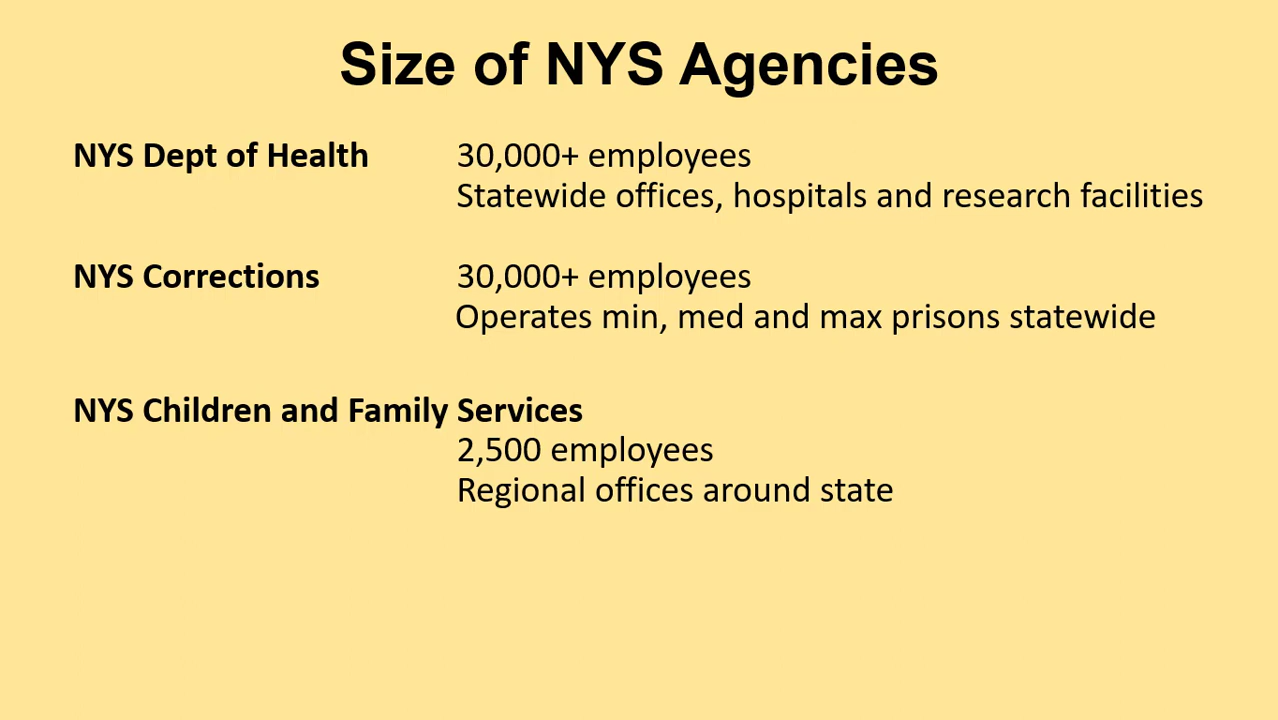 Size of NYS Agencies
NYS Dept of Health 30,000+ employees
Statewide offices, hospitals and research facilities
NYS Corrections 30,000+ employees
Operates min, med and max prisons statewide
NYS Children and Family Services
2,500 employees
Regional offices around state